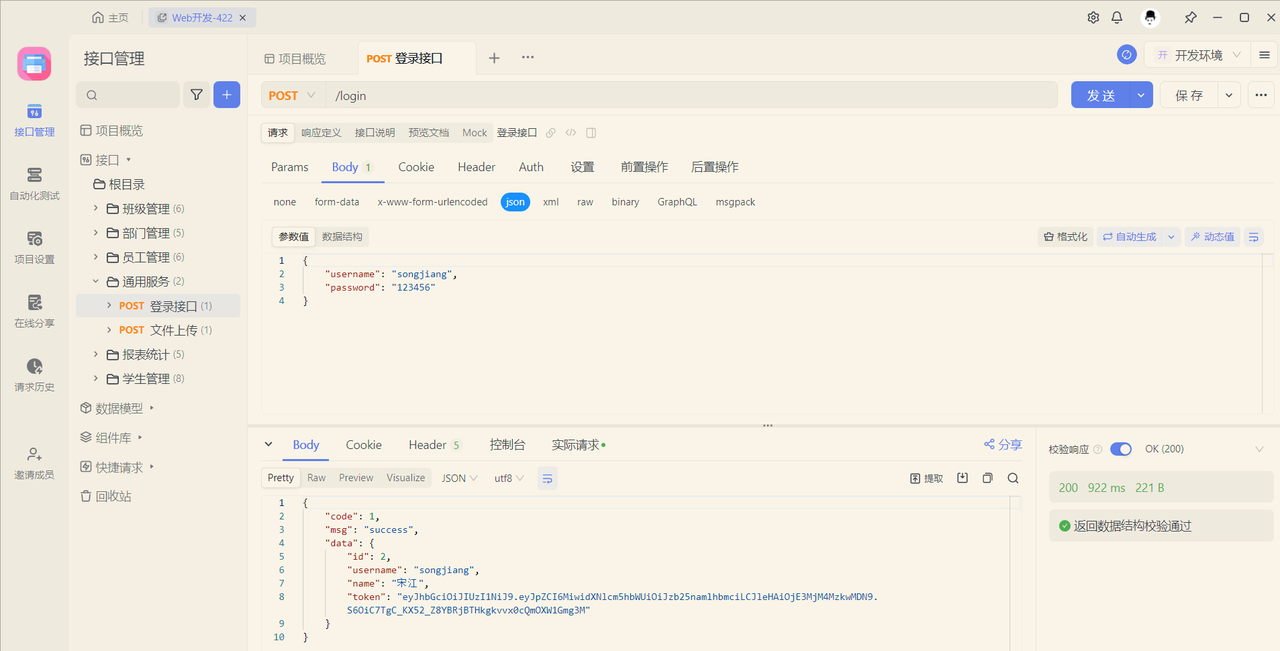 主页
Web开发-422
接口管理
自动化测试
项目设置
在线分享
请求历史
邀请成员
接口管理
项目概览
接口
根目录
班级管理 (6)
部门管理 (5)
员工管理 (6)
通用服务 (2)
POST 登录接口 (1)
POST 文件上传 (1)
报表统计 (5)
学生管理 (8)
数据模型
组件库
快捷请求
回收站
项目概览
POST 登录接口
开 开发环境
POST /login
发送
保存
请求 响应定义 接口说明 预览文档 Mock 登录接口
Params Body 1 Cookie Header Auth 设置 前置操作 后置操作
none form-data x-www-form-urlencoded json xml raw binary GraphQL msgpack
参数值 数据结构 格式化 自动生成 动态值
1 {
2 "username": "songjiang",
3 "password": "123456"
4 }
Body Cookie Header 5 控制台 实际请求 分享
Pretty Raw Preview Visualize JSON utf8 提取
1 {
2 "code": 1,
3 "msg": "success",
4 "data": {
5 "id": 2,
6 "username": "songjiang",
7 "name": "宋江",
8 "token": "eyJhbGciOiJIUzI1NiJ9.eyJpZCI6MiwidXNlcm5hbWUiOiJzb25namlhbmciLCJleHAiOjE3MjM4MzkwMDN9.
S6OiC7TgC_KX52_Z8YBRjBTHkgkvvx0cQmOXW1Gmg3M"
9 }
10 }
校验响应 OK (200)
200 922 ms 221 B
返回数据结构校验通过